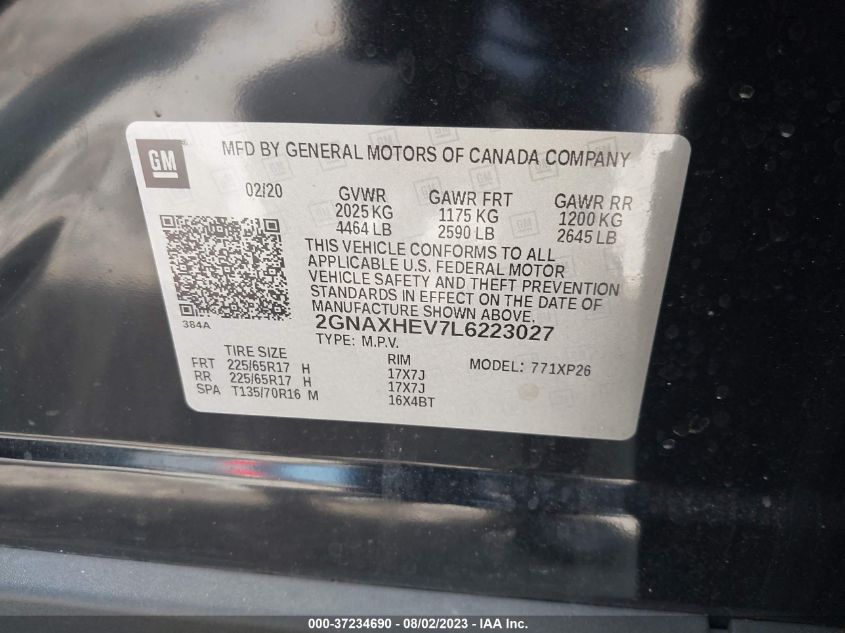 GM
MFD BY GENERAL MOTORS OF CANADA COMPANY
02/20 GVWR GAWR FRT GAWR RR
2025 KG 1175 KG 1200 KG
4464 LB 2590 LB 2645 LB
THIS VEHICLE CONFORMS TO ALL
APPLICABLE U.S. FEDERAL MOTOR
VEHICLE SAFETY AND THEFT PREVENTION
STANDARDS IN EFFECT ON THE DATE OF
MANUFACTURE SHOWN ABOVE.
384A 2GNAXHEV7L6223027
TYPE: M.P.V.
TIRE SIZE RIM MODEL: 771XP26
FRT 225/65R17 H 17X7J
RR 225/65R17 H 17X7J
SPA T135/70R16 M 16X4BT
000-37234690 - 08/02/2023 - IAA Inc.